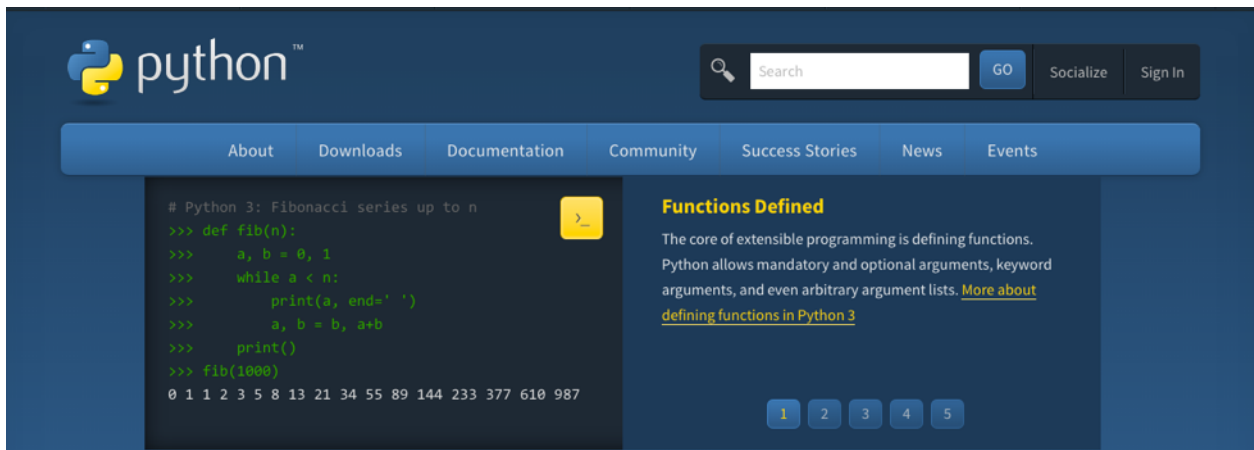 python™
Search
GO
Socialize
Sign In
About
Downloads
Documentation
Community
Success Stories
News
Events
# Python 3: Fibonacci series up to n
>>> def fib(n):
>>>     a, b = 0, 1
>>>     while a < n:
>>>         print(a, end=' ')
>>>         a, b = b, a+b
>>>     print()
>>> fib(1000)
0 1 1 2 3 5 8 13 21 34 55 89 144 233 377 610 987
>_
Functions Defined
The core of extensible programming is defining functions.
Python allows mandatory and optional arguments, keyword
arguments, and even arbitrary argument lists. More about
defining functions in Python 3
1 2 3 4 5